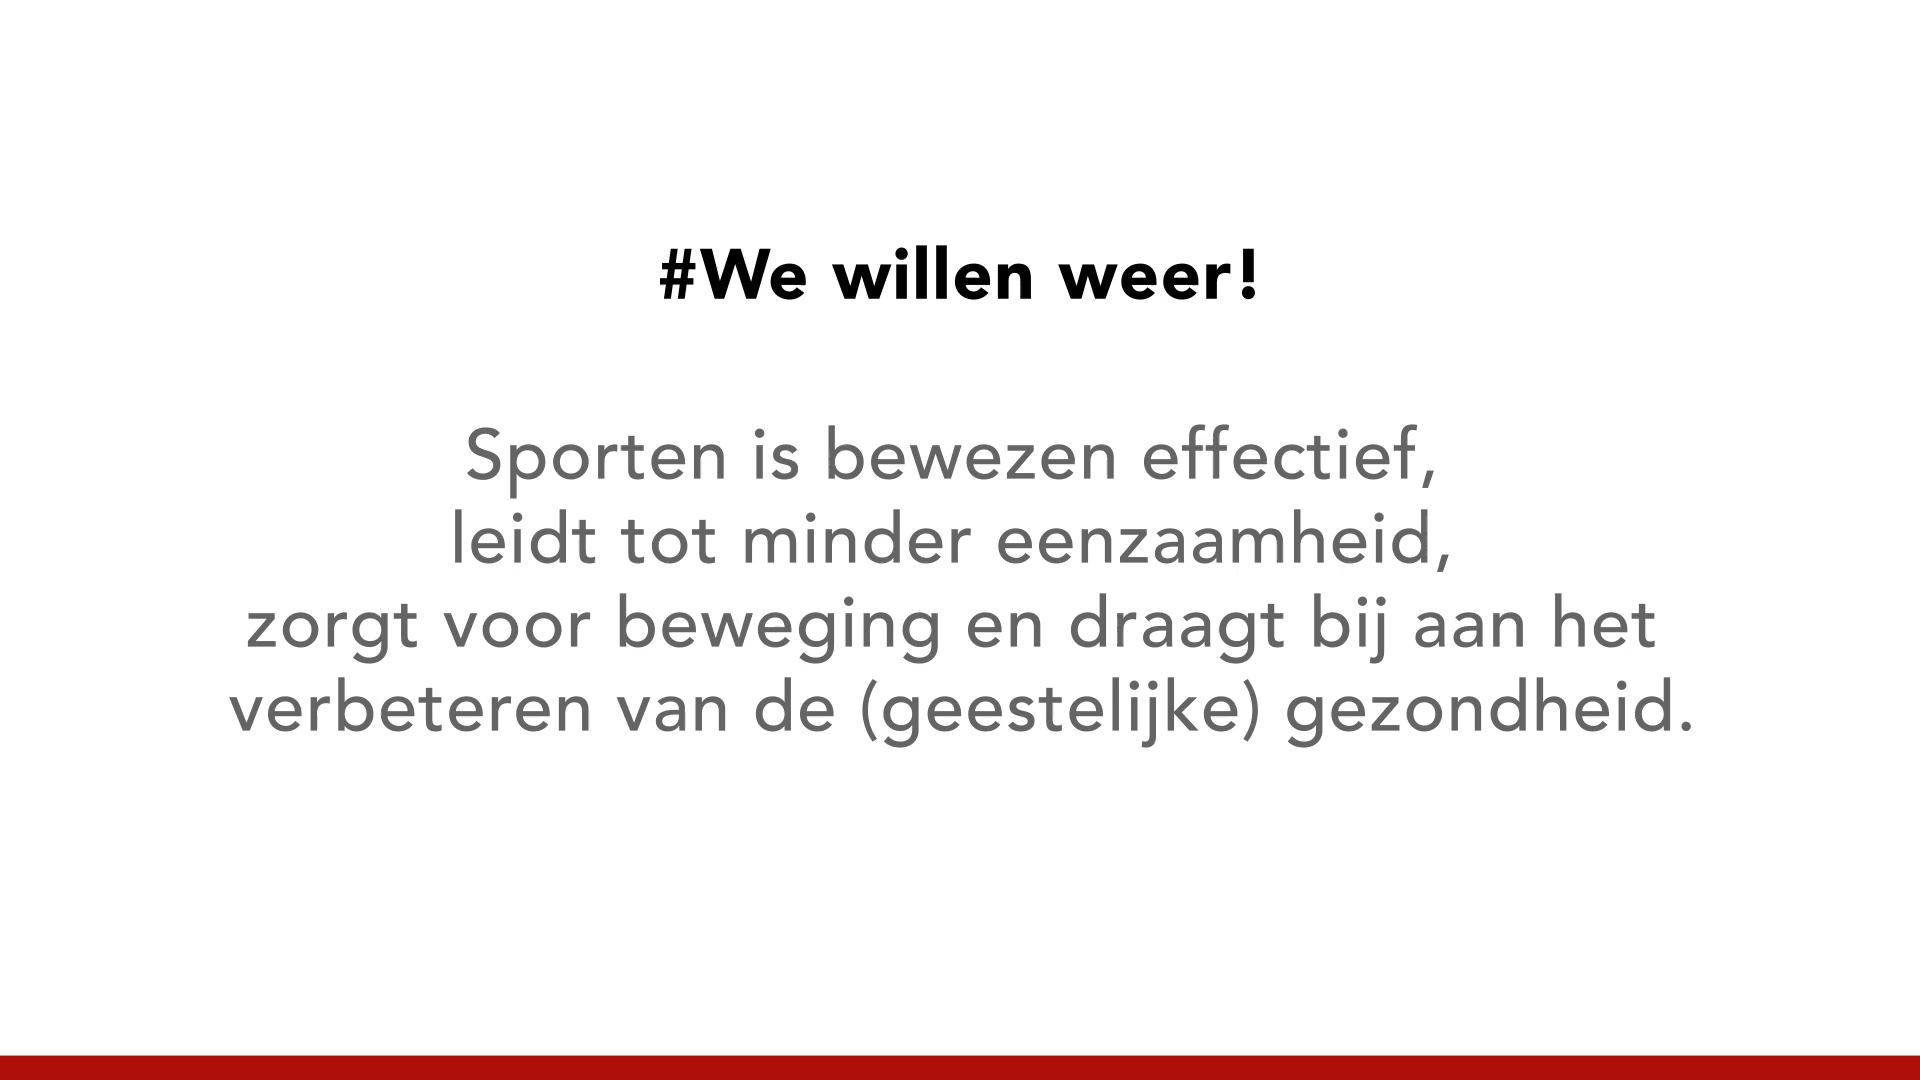 #We willen weer!
Sporten is bewezen effectief,
leidt tot minder eenzaamheid,
zorgt voor beweging en draagt bij aan het
verbeteren van de (geestelijke) gezondheid.